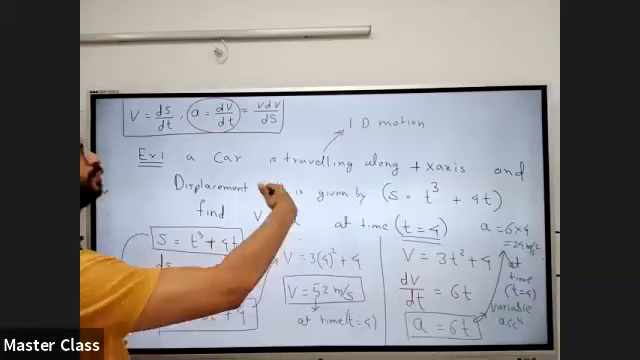 V = ds/dt , a = dv/dt = vdv/ds
1 D motion
Ex1 a car is travelling along +xaxis and
Displacement is given by (S = t³ + 4t)
find V at time (t=4)
S = t³ + 4t
V = 3(4)² + 4
V = 52 m/s
at time (t=4)
V = 3t² + 4
dv/dt = 6t
a = 6t
a = 6×4
= 24 m/s²
at
time
(t=4)
variable
Master Class